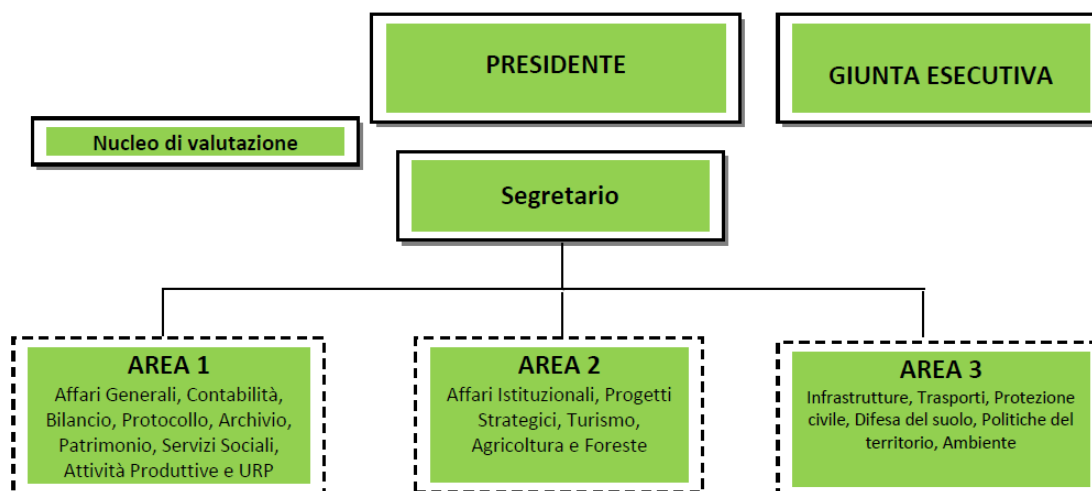 PRESIDENTE
GIUNTA ESECUTIVA
Nucleo di valutazione
Segretario
AREA 1
Affari Generali, Contabilità,
Bilancio, Protocollo, Archivio,
Patrimonio, Servizi Sociali,
Attività Produttive e URP
AREA 2
Affari Istituzionali, Progetti
Strategici, Turismo,
Agricoltura e Foreste
AREA 3
Infrastrutture, Trasporti, Protezione
civile, Difesa del suolo, Politiche del
territorio, Ambiente